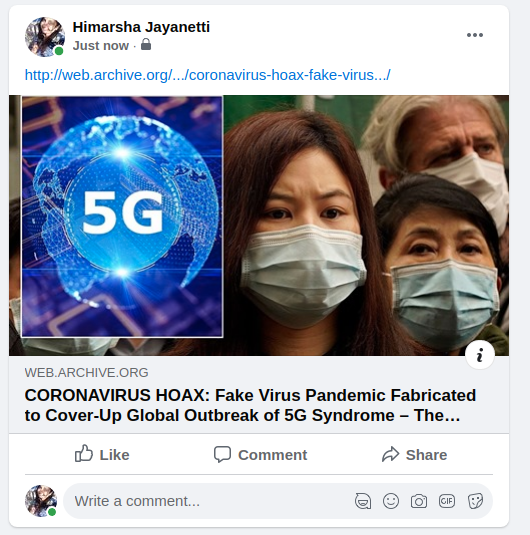 Himarsha Jayanetti
Just now ·
http://web.archive.org/.../coronavirus-hoax-fake-virus.../
5G
WEB.ARCHIVE.ORG
CORONAVIRUS HOAX: Fake Virus Pandemic Fabricated
to Cover-Up Global Outbreak of 5G Syndrome – The...
Like Comment Share
Write a comment...
GIF